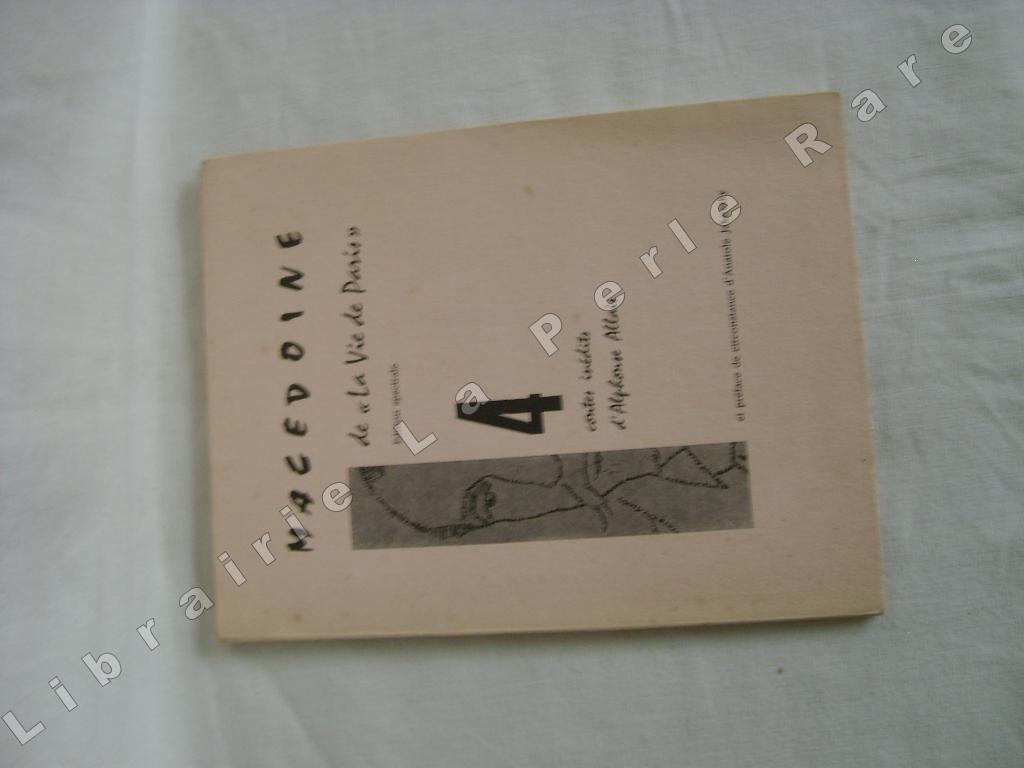 MACEDOINE
de « La Vie de Paris »
spéciale
4
contes inédits
d'Alphonse Allais
et préface de circonstance d'Anatole
Librairie La Perle Rare